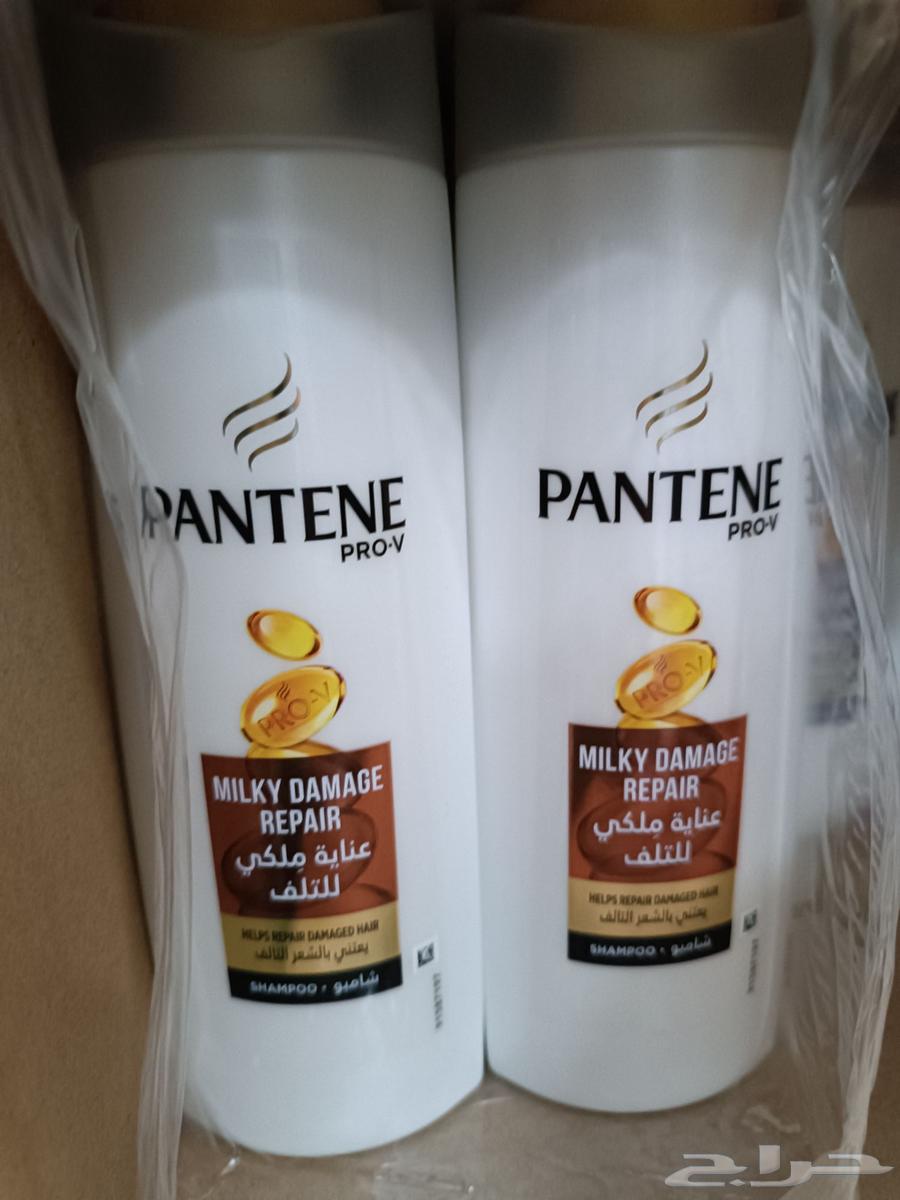 PANTENE
PRO-V
PRO-V
MILKY DAMAGE
REPAIR
عناية مِلكي
للتلف
HELPS REPAIR DAMAGED HAIR
يعتني بالشعر التالف
SHAMPOO • شامبو
PANTENE
PRO-V
PRO-V
MILKY DAMAGE
REPAIR
عناية مِلكي
للتلف
HELPS REPAIR DAMAGED HAIR
يعتني بالشعر التالف
SHAMPOO • شامبو
حراج